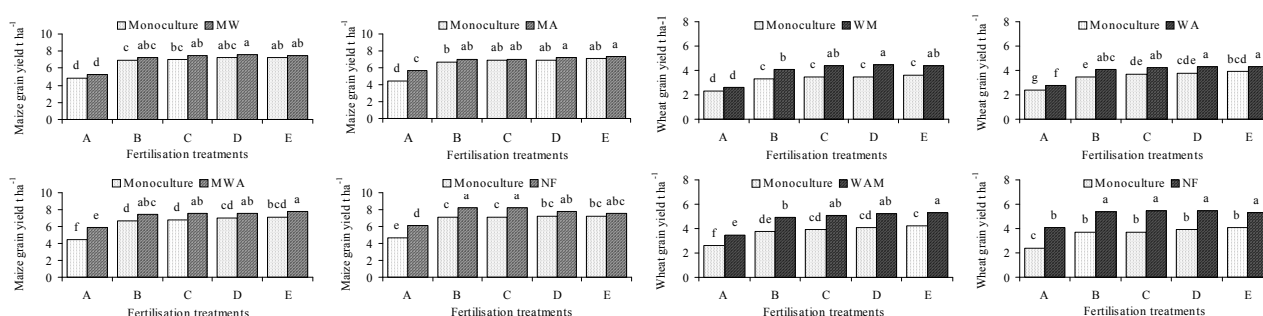 Monoculture MW
Maize grain yield t ha⁻¹
10
8
6
4
2
0
d d c abc bc ab abc a ab ab
A B C D E
Fertilisation treatments
Monoculture MA
Maize grain yield t ha⁻¹
10
8
6
4
2
0
d c b ab ab ab ab a ab a
A B C D E
Fertilisation treatments
Monoculture WM
Wheat grain yield t ha-1
8
6
4
2
0
d d c b c ab c a c ab
A B C D E
Fertilisation treatments
Monoculture WA
Wheat grain yield t ha⁻¹
8
6
4
2
0
g f e abc de ab cde a bcd a
A B C D E
Fertilisation treatments
Monoculture MWA
Maize grain yield t ha⁻¹
10
8
6
4
2
0
f e d abc d ab cd ab bcd a
A B C D E
Fertilisation treatments
Monoculture NF
Maize grain yield t ha⁻¹
10
8
6
4
2
0
e d c a c a bc ab bc abc
A B C D E
Fertilisation treatments
Monoculture WAM
Wheat grain yield t ha⁻¹
8
6
4
2
0
f e de b cd ab cd a c a
A B C D E
Fertilisation treatments
Monoculture NF
Wheat grain yield t ha⁻¹
8
6
4
2
0
c b b a b a b a b a
A B C D E
Fertilisation treatments